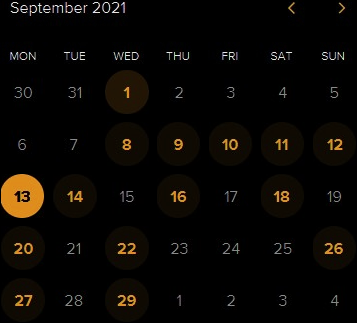 September 2021
MON TUE WED THU FRI SAT SUN
30 31 1 2 3 4 5
6 7 8 9 10 11 12
13 14 15 16 17 18 19
20 21 22 23 24 25 26
27 28 29 1 2 3 4